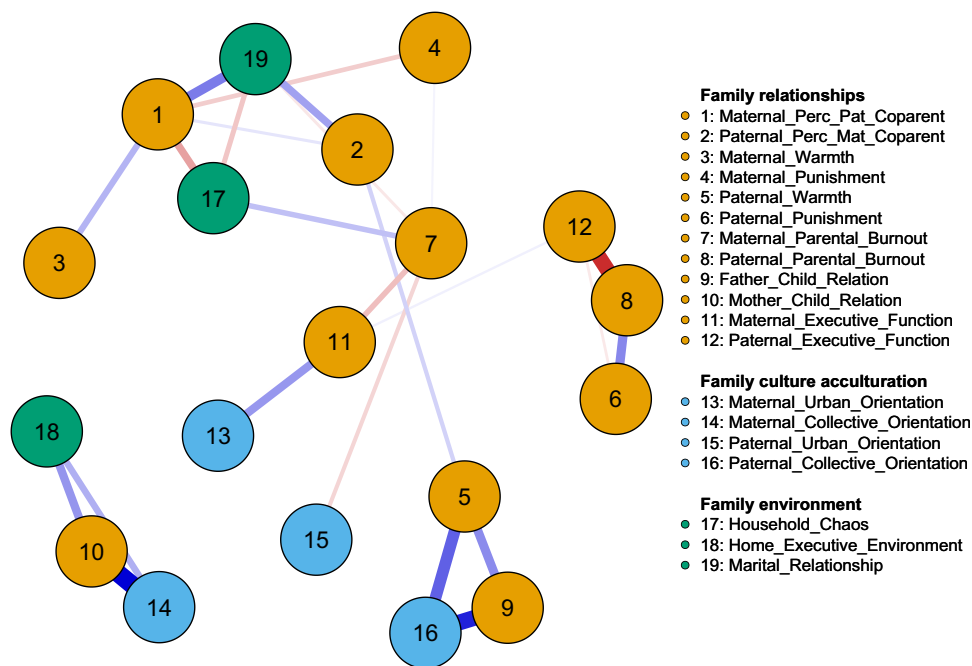 19
4
1
2
17
7
12
3
8
11
6
13
18
5
15
10
14
9
16
Family relationships
1: Maternal_Perc_Pat_Coparent
2: Paternal_Perc_Mat_Coparent
3: Maternal_Warmth
4: Maternal_Punishment
5: Paternal_Warmth
6: Paternal_Punishment
7: Maternal_Parental_Burnout
8: Paternal_Parental_Burnout
9: Father_Child_Relation
10: Mother_Child_Relation
11: Maternal_Executive_Function
12: Paternal_Executive_Function
Family culture acculturation
13: Maternal_Urban_Orientation
14: Maternal_Collective_Orientation
15: Paternal_Urban_Orientation
16: Paternal_Collective_Orientation
Family environment
17: Household_Chaos
18: Home_Executive_Environment
19: Marital_Relationship